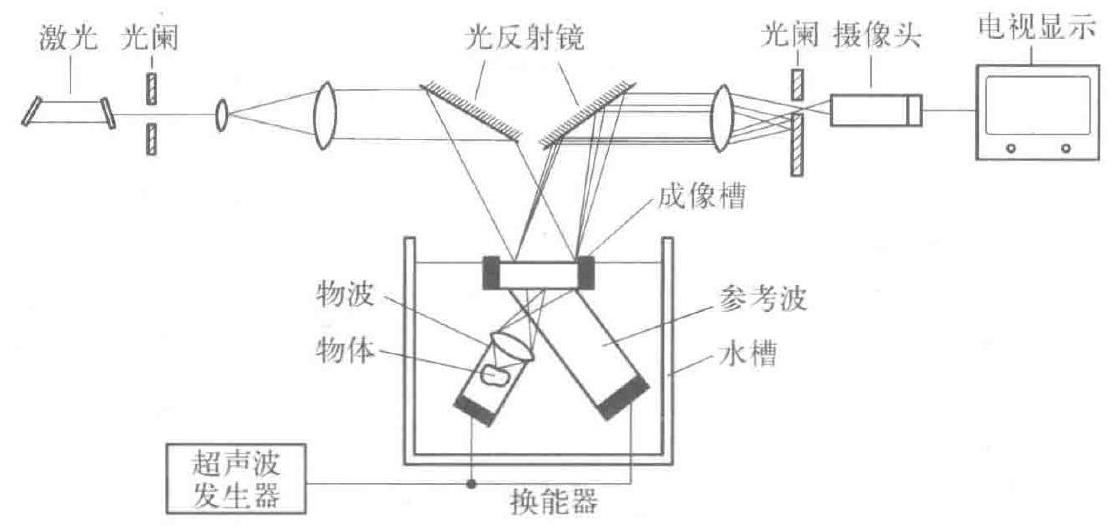 激光
光阑
光反射镜
光阑
摄像头
电视显示
成像槽
物波
参考波
物体
水槽
超声波
发生器
换能器